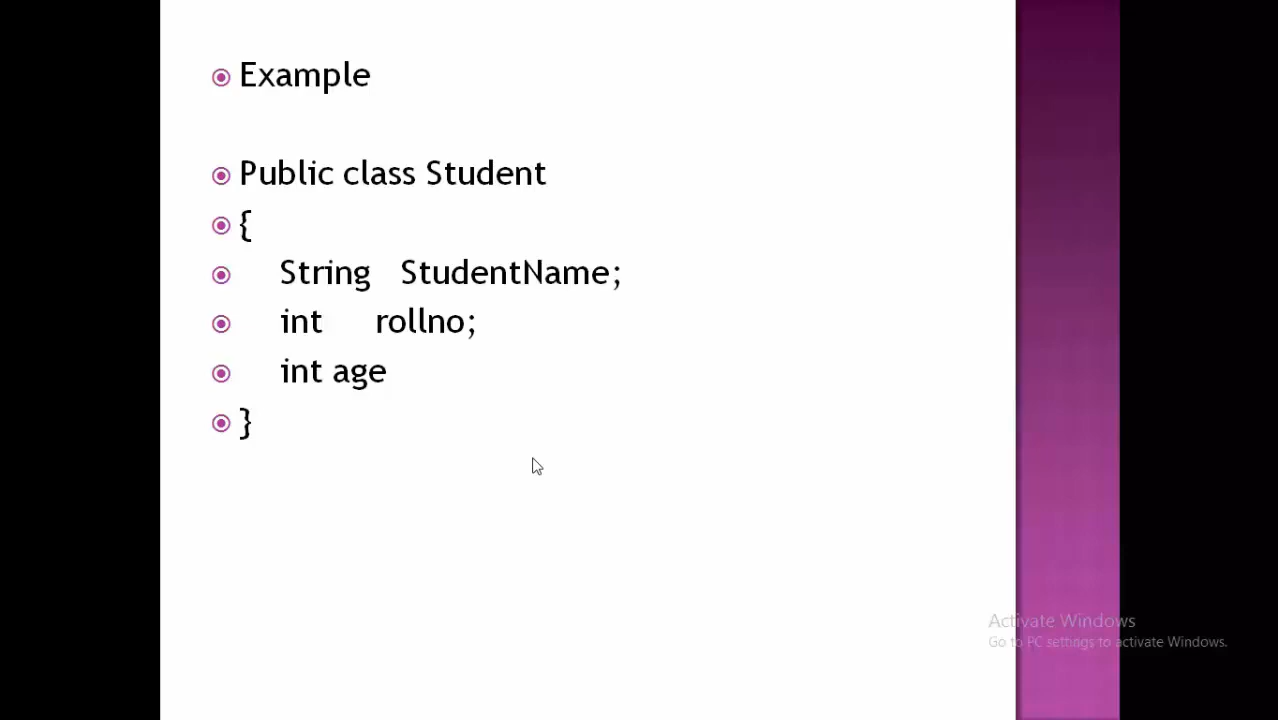 Example
Public class Student
{
String StudentName;
int rollno;
int age
}
Activate Windows
Go to PC settings to activate Windows.